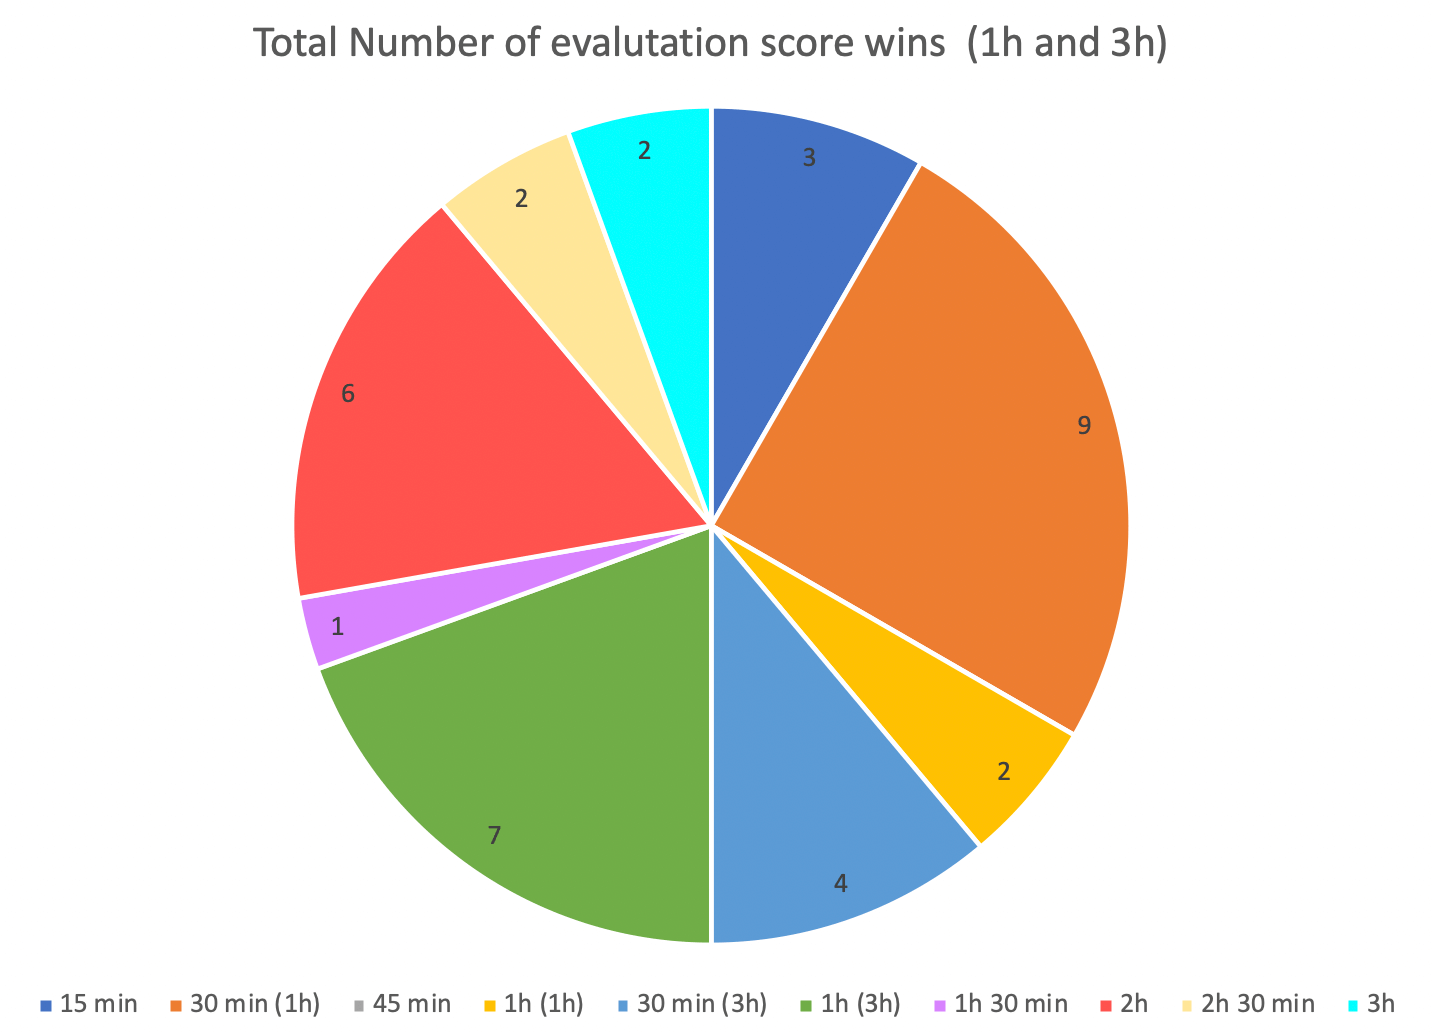 Total Number of evalutation score wins  (1h and 3h)
2
3
2
6
9
1
2
7
4
15 min
30 min (1h)
45 min
1h (1h)
30 min (3h)
1h (3h)
1h 30 min
2h
2h 30 min
3h